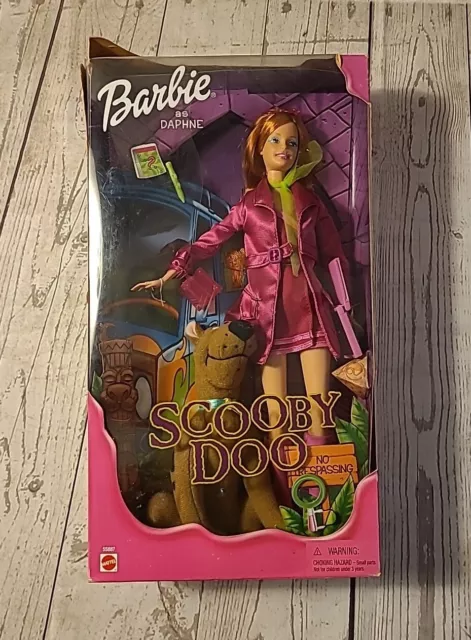 Barbie®
as
DAPHNE
SCOOBY
DOO
NO
TRESPASSING
55887
MATTEL
⚠ WARNING:
CHOKING HAZARD - Small parts
Not for children under 3 years.